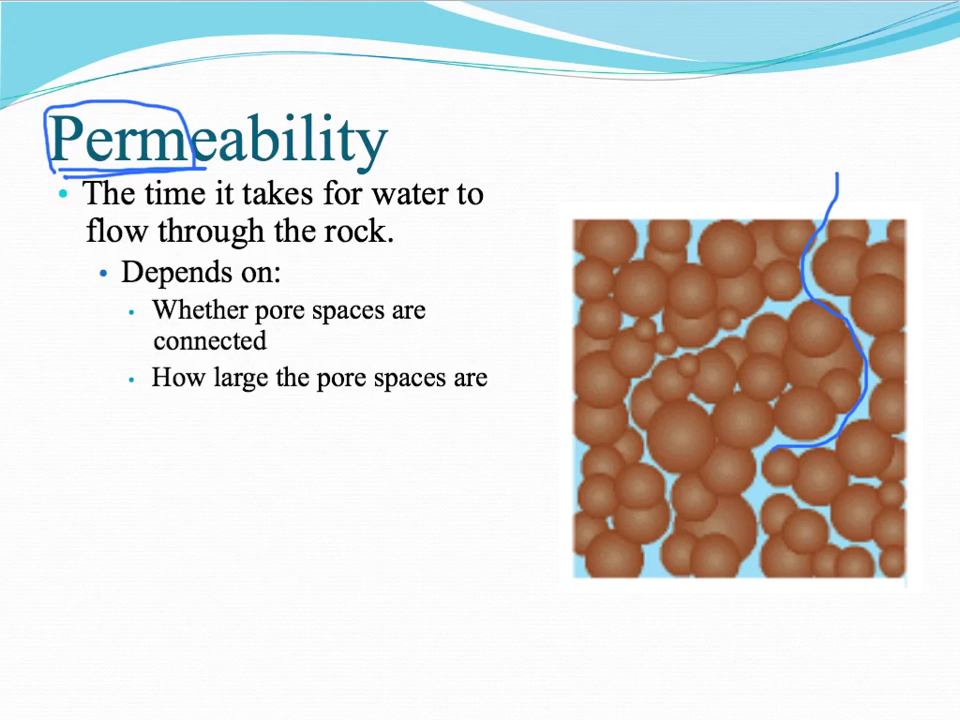 Permeability
• The time it takes for water to
flow through the rock.
• Depends on:
• Whether pore spaces are
connected
• How large the pore spaces are